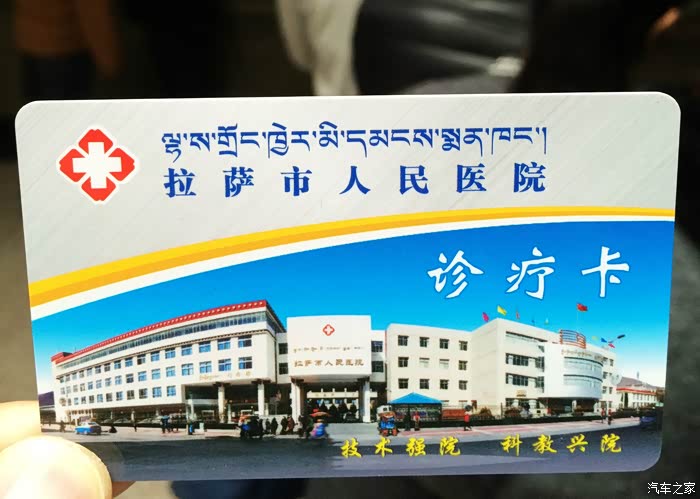 ལྷ་ས་གྲོང་ཁྱེར་མི་དམངས་སྨན་ཁང་།
拉萨市人民医院
诊疗卡
拉萨市人民医院
技术强院 科教兴院
汽车之家